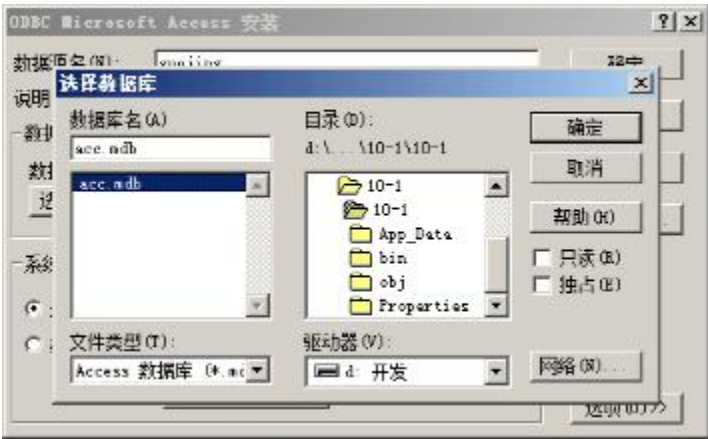 ODBC Microsoft Access 安装
数据源名(N):
说明
选择数据库
数据库名(A)
acc.mdb
acc.mdb
目录(D):
d:\...\10-1\10-1
10-1
10-1
App_Data
bin
obj
Properties
确定
取消
帮助(H)
只读(R)
独占(E)
文件类型(T):
Access 数据库 (*.m
驱动器(V):
d: 开发
网络(N)...
选项(O)>>